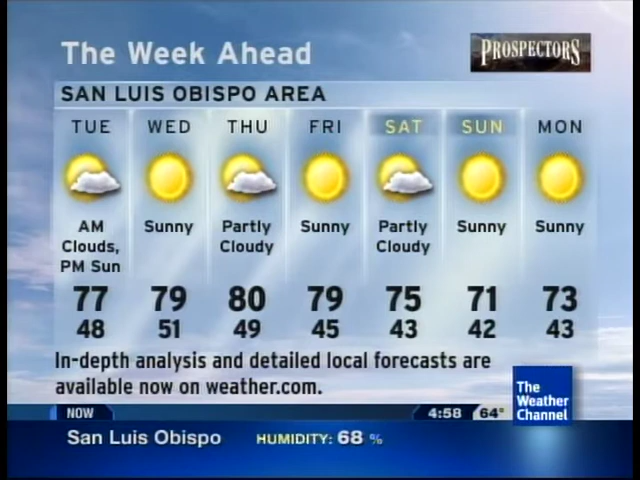 The Week Ahead
PROSPECTORS
SAN LUIS OBISPO AREA
TUE WED THU FRI SAT SUN MON
AM Clouds, PM Sun
Sunny
Partly Cloudy
Sunny
Partly Cloudy
Sunny
Sunny
77 79 80 79 75 71 73
48 51 49 45 43 42 43
In-depth analysis and detailed local forecasts are
available now on weather.com.
The
Weather
Channel
NOW 4:58 64°
San Luis Obispo HUMIDITY: 68 %